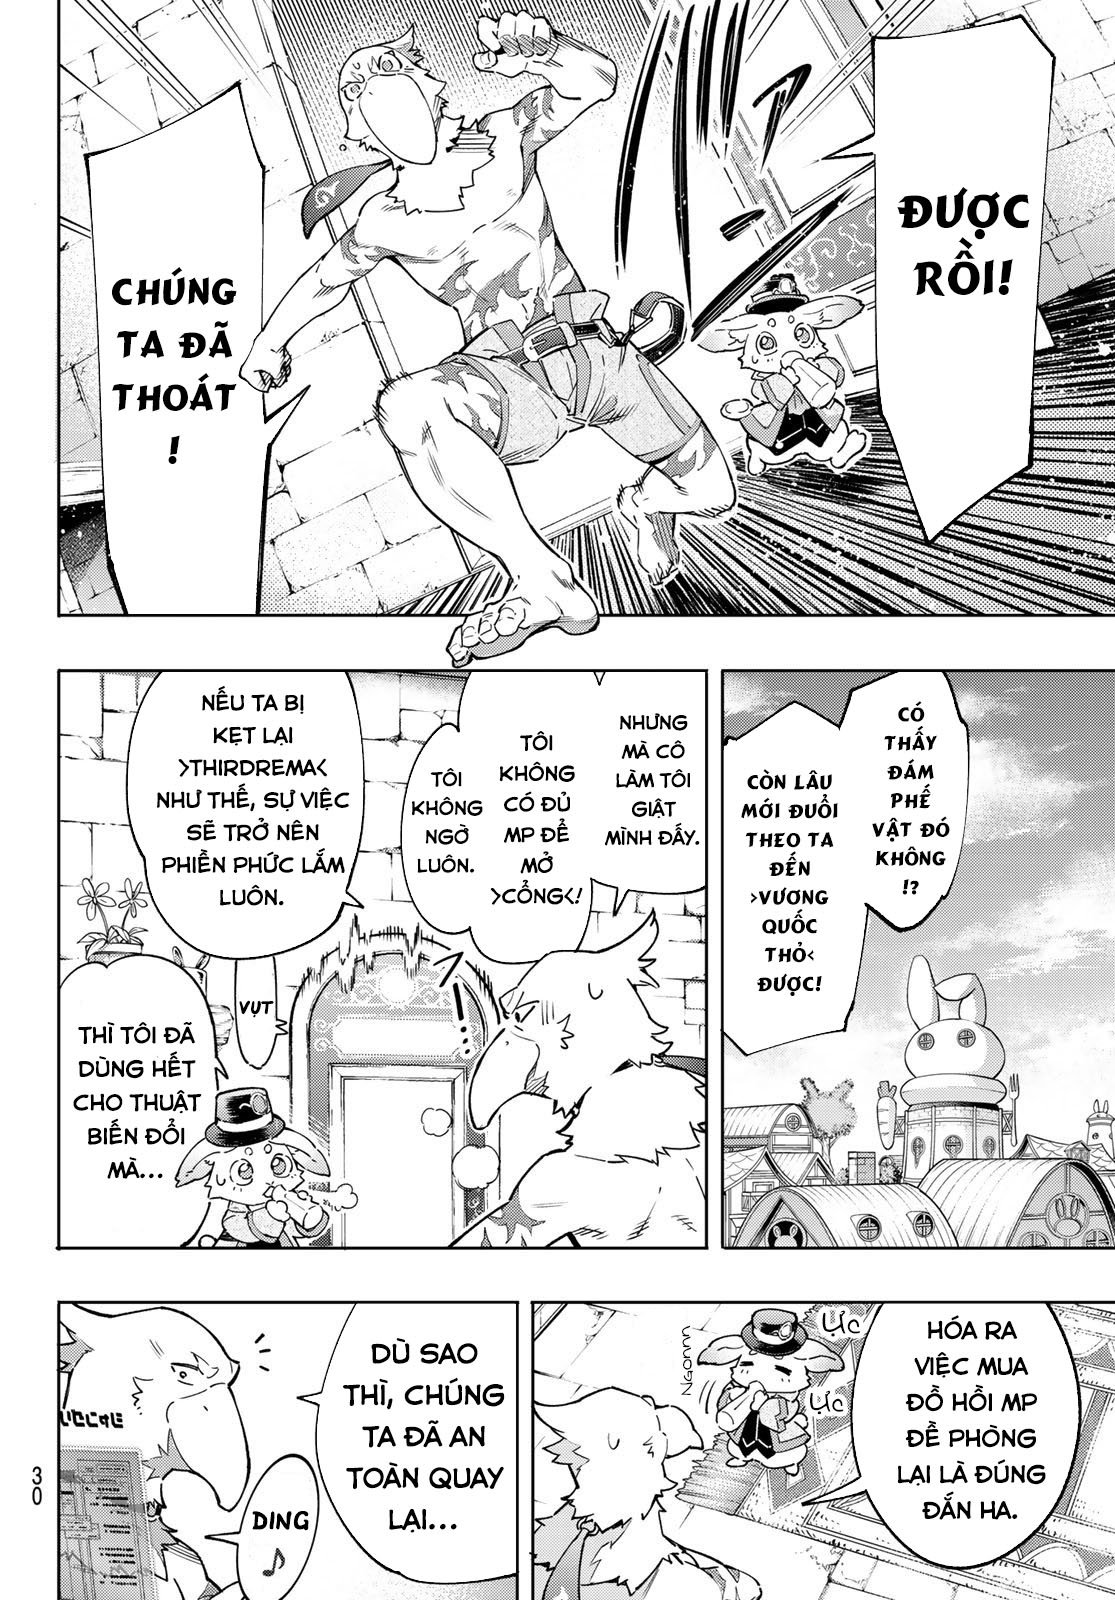 ĐƯỢC
RỒI!
CHÚNG
TA ĐÃ
THOÁT
!
CÓ
THẤY
ĐÁM
PHẾ
VẬT ĐÓ
KHÔNG
!?
CÒN LÂU
MỚI ĐUỔI
THEO TA
ĐẾN
>VƯƠNG
QUỐC
THỎ<
ĐƯỢC!
NHƯNG
MÀ CÔ
LÀM TÔI
GIẬT
MÌNH ĐẤY.
TÔI
KHÔNG
CÓ ĐỦ
MP ĐỂ
MỞ
>CỔNG<!
TÔI
KHÔNG
NGỜ
LUÔN.
NẾU TA BỊ
KẸT LẠI
>THIRDREMA<
NHƯ THẾ, SỰ VIỆC
SẼ TRỞ NÊN
PHIỀN PHỨC LẮM
LUÔN.
VỤT
THÌ TÔI ĐÃ
DÙNG HẾT
CHO THUẬT
BIẾN ĐỔI
MÀ...
HÓA RA
VIỆC MUA
ĐỒ HỒI MP
ĐỀ PHÒNG
LẠI LÀ ĐÚNG
ĐẮN HA.
ỰC
ỰC
NGONNN
DÙ SAO
THÌ, CHÚNG
TA ĐÃ AN
TOÀN QUAY
LẠI...
DING
♪
30